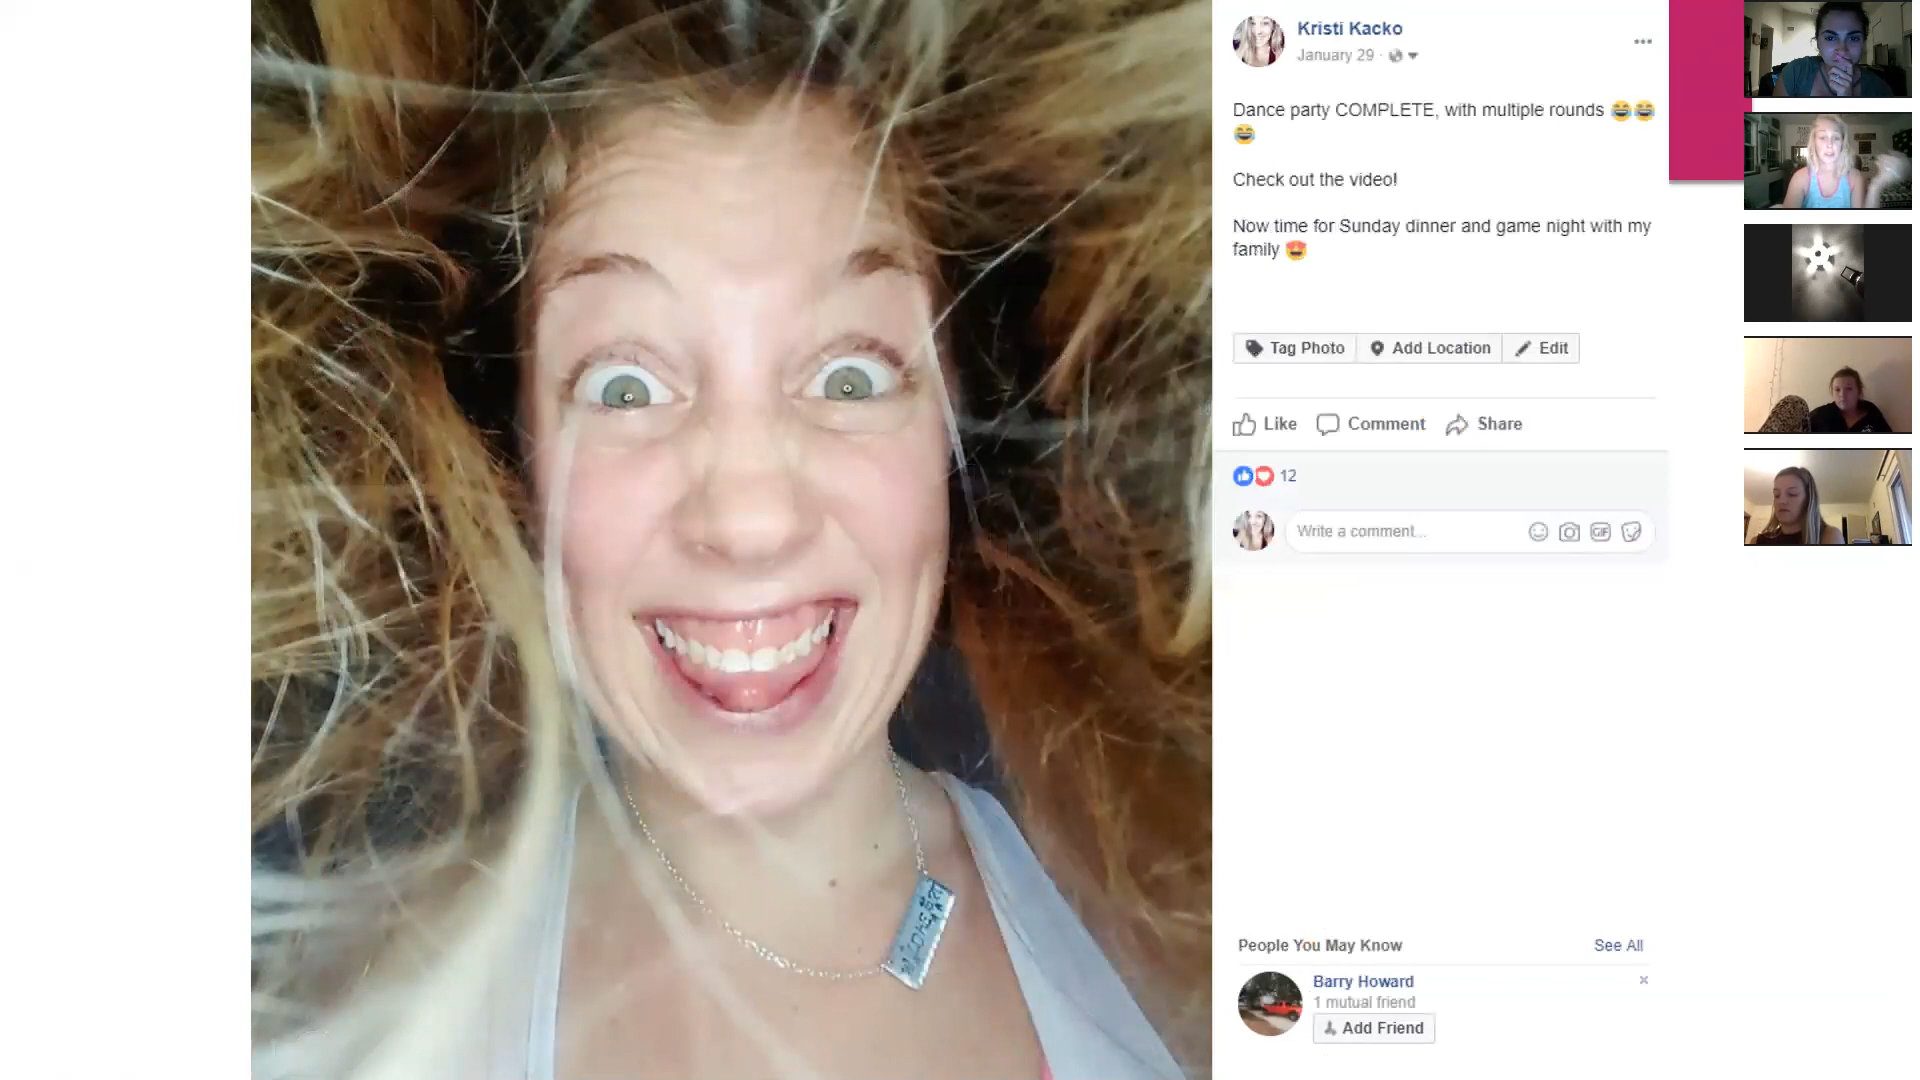 Kristi Kacko
January 29
Dance party COMPLETE, with multiple rounds 😂😂
😂
Check out the video!
Now time for Sunday dinner and game night with my
family 😍
Tag Photo Add Location Edit
Like Comment Share
12
Write a comment...
GIF
People You May Know See All
Barry Howard
1 mutual friend
Add Friend